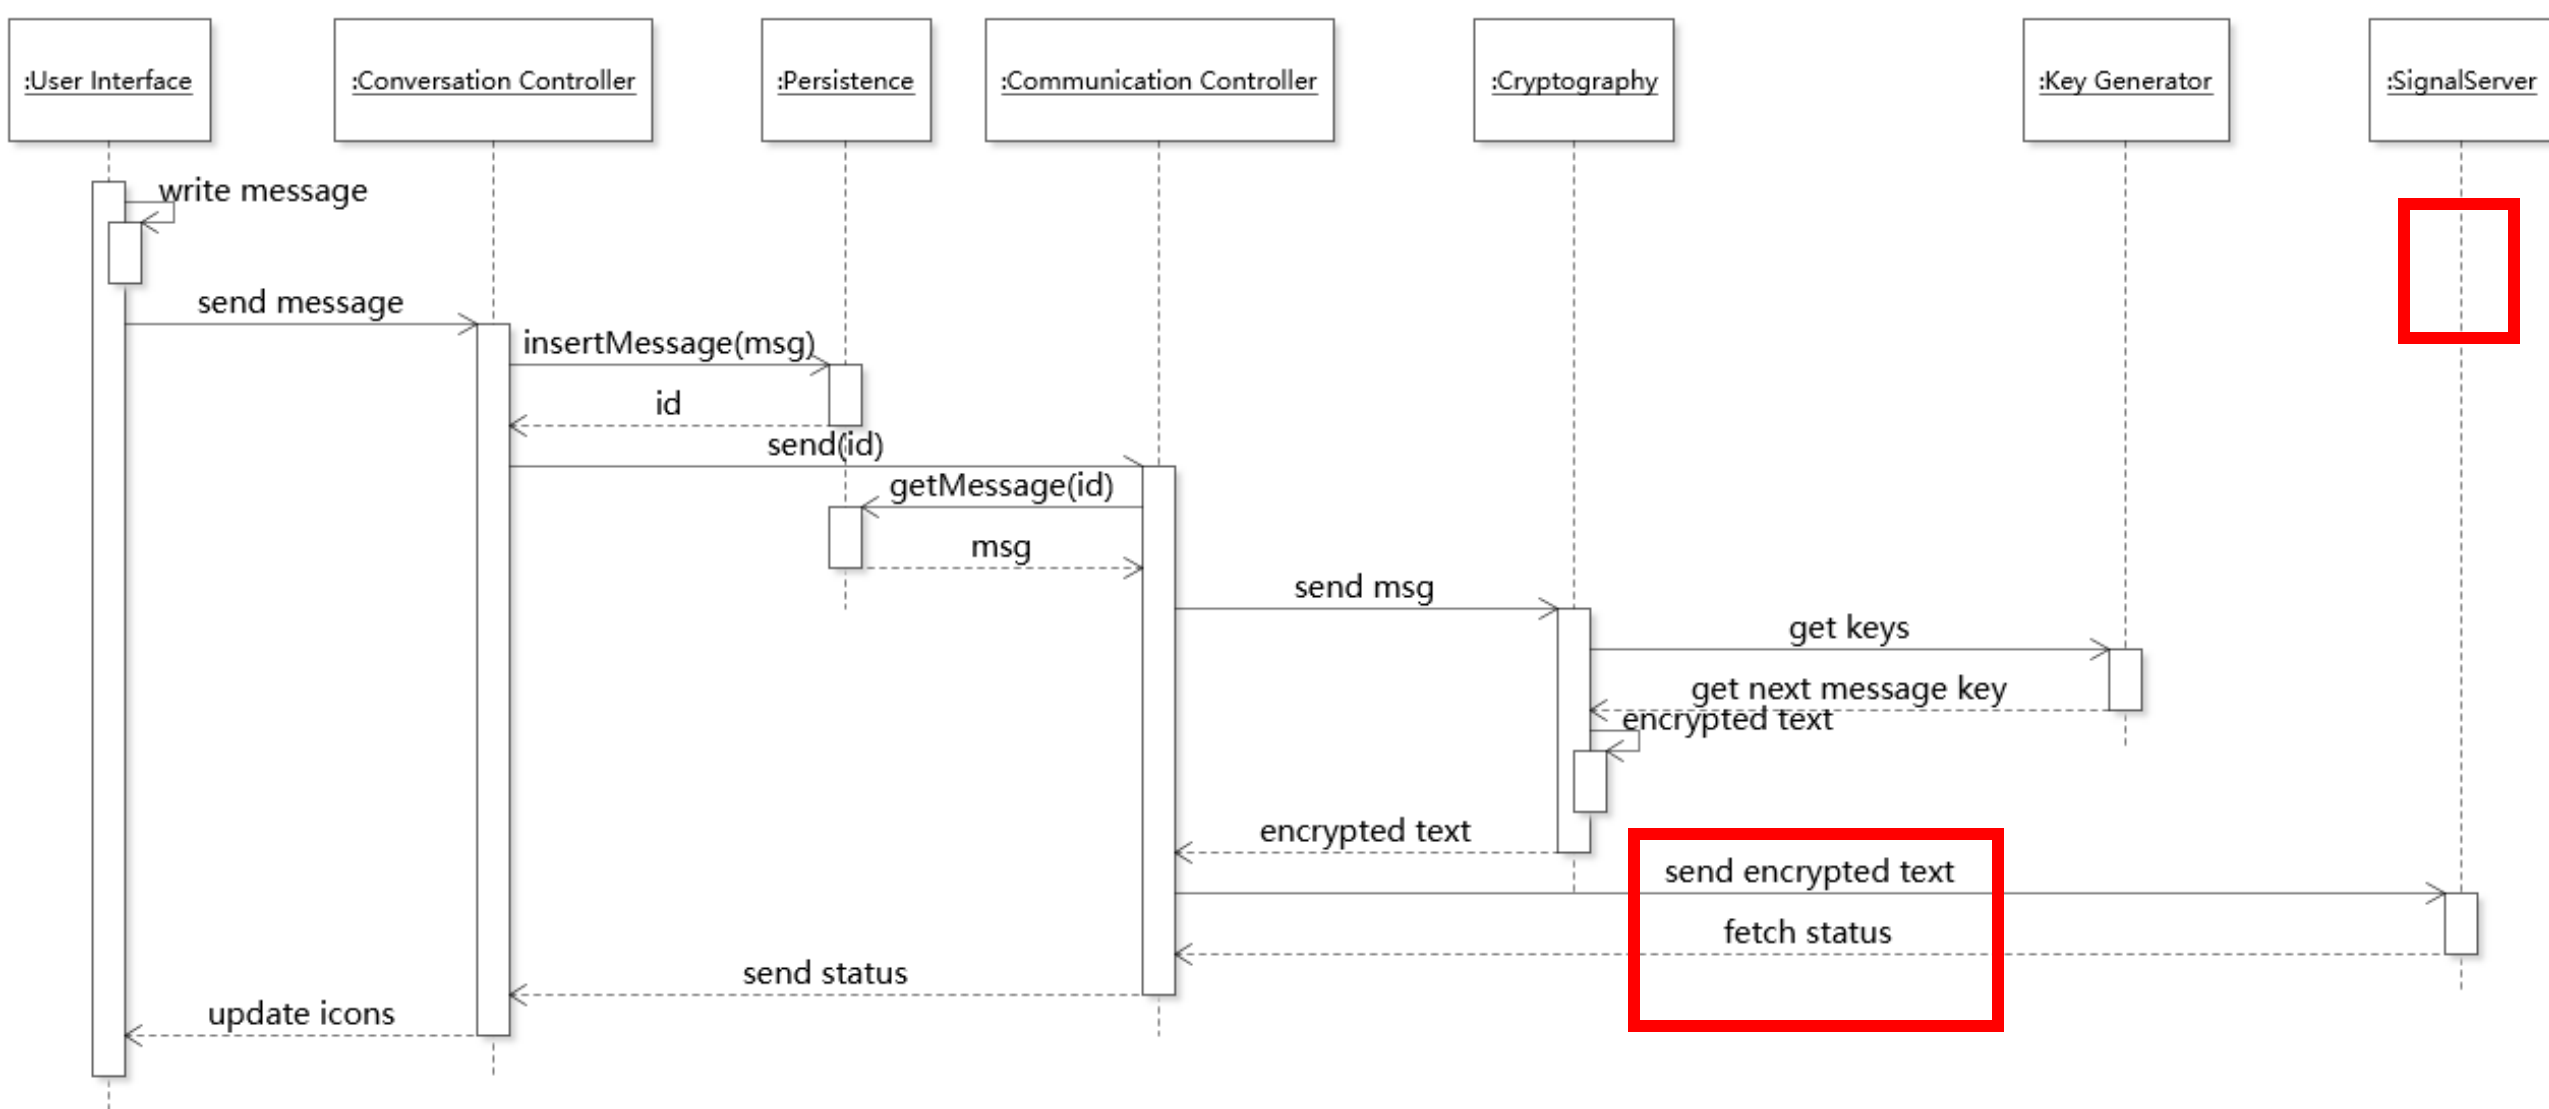 :User Interface
:Conversation Controller
:Persistence
:Communication Controller
:Cryptography
:Key Generator
:SignalServer
write message
send message
insertMessage(msg)
id
send(id)
getMessage(id)
msg
send msg
get keys
get next message key
encrypted text
encrypted text
send encrypted text
fetch status
send status
update icons